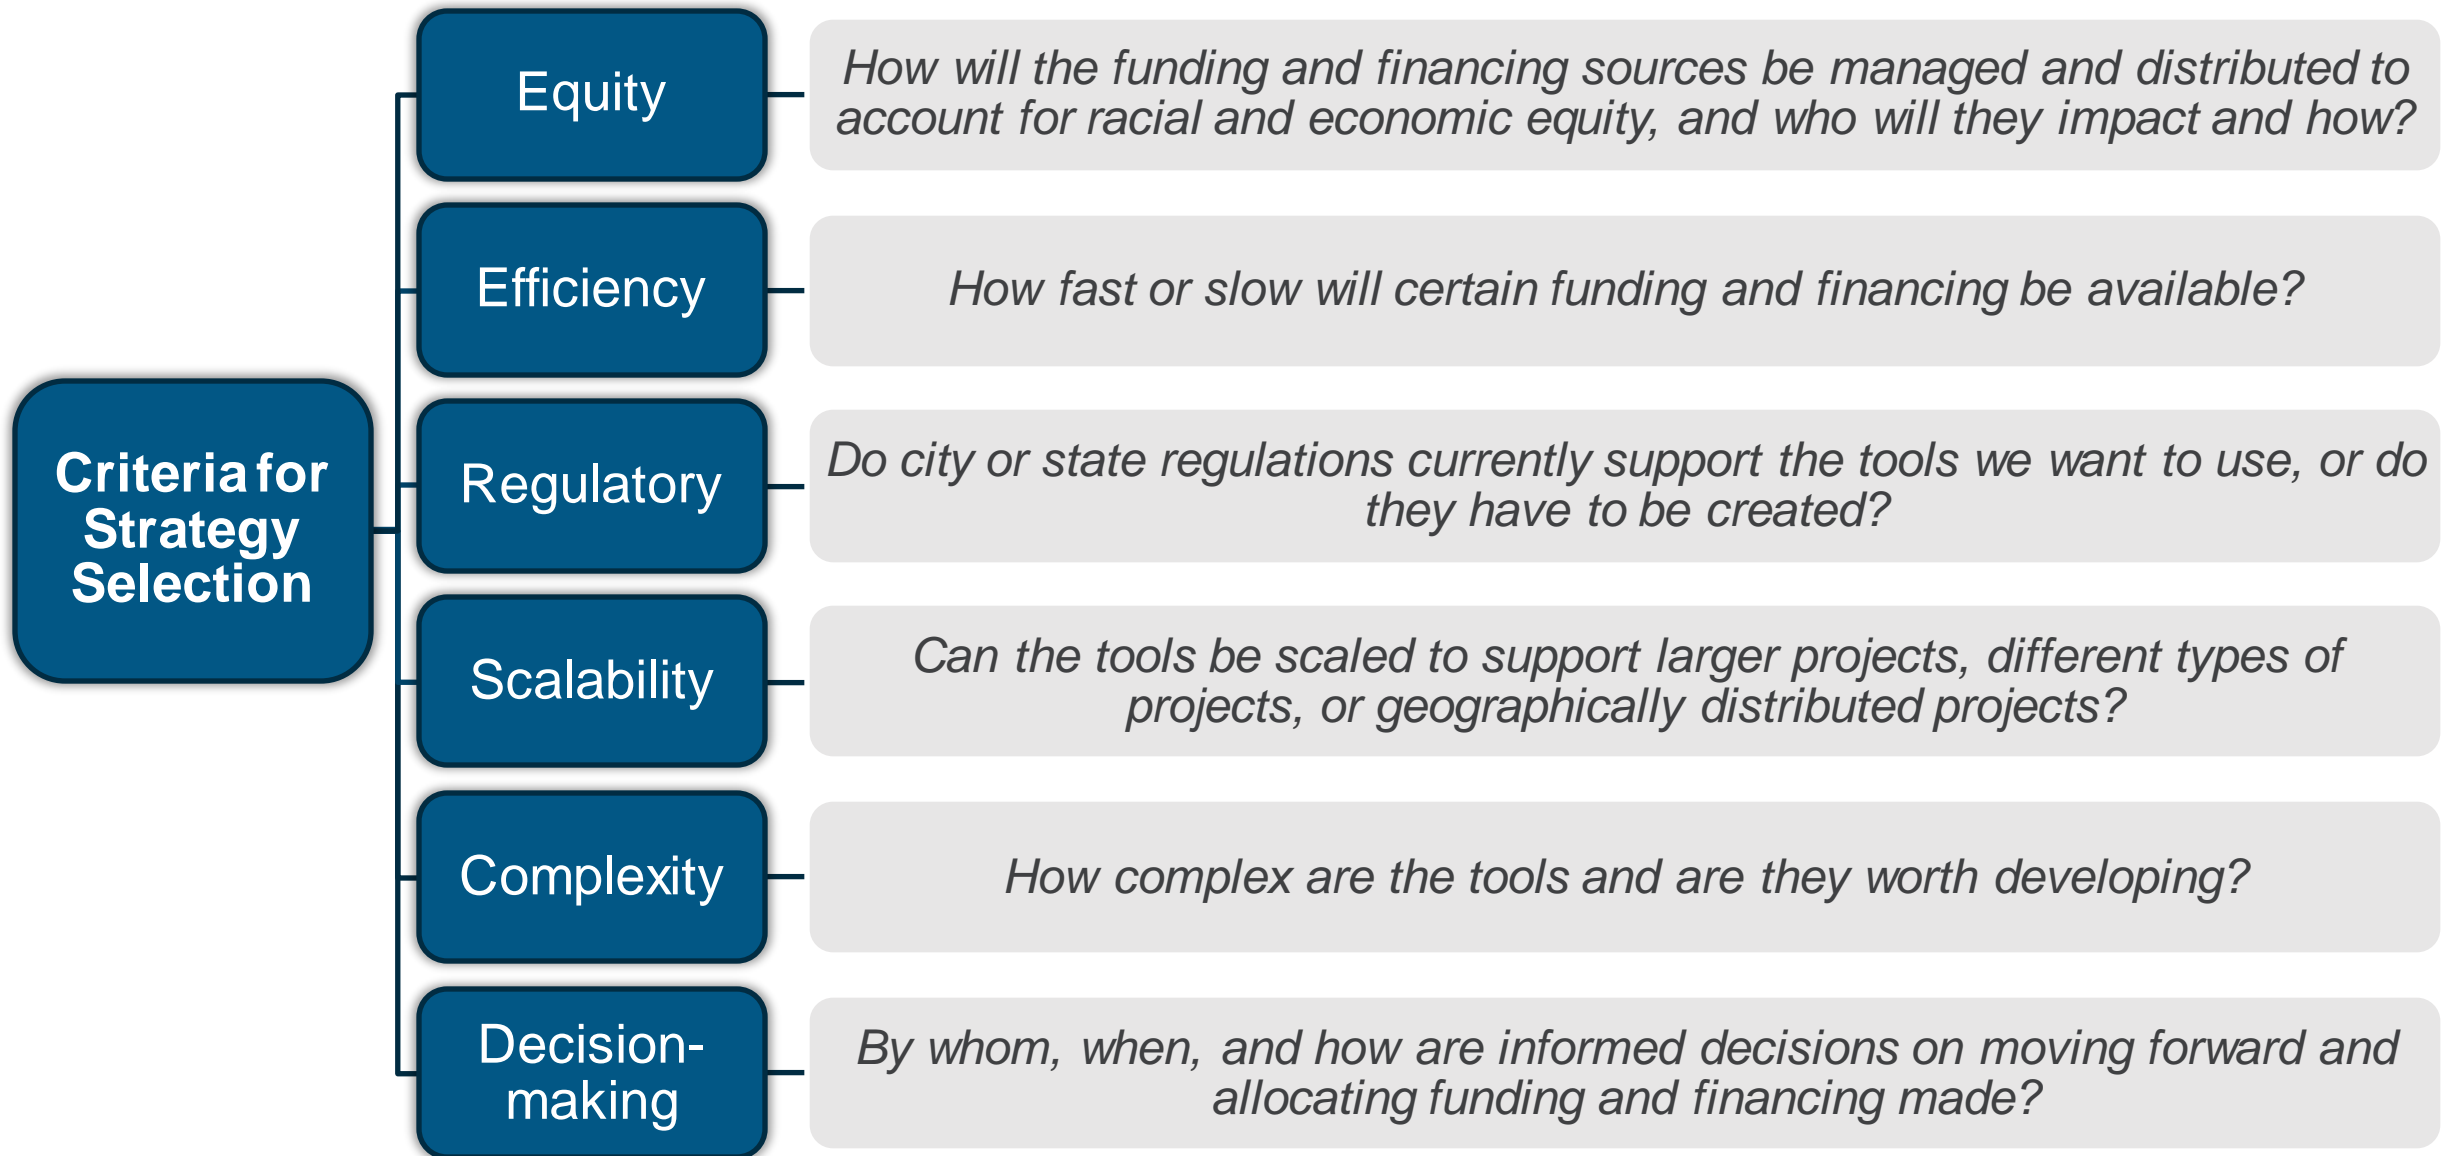 Criteria for
Strategy
Selection
Equity
How will the funding and financing sources be managed and distributed to
account for racial and economic equity, and who will they impact and how?
Efficiency
How fast or slow will certain funding and financing be available?
Regulatory
Do city or state regulations currently support the tools we want to use, or do
they have to be created?
Scalability
Can the tools be scaled to support larger projects, different types of
projects, or geographically distributed projects?
Complexity
How complex are the tools and are they worth developing?
Decision-
making
By whom, when, and how are informed decisions on moving forward and
allocating funding and financing made?